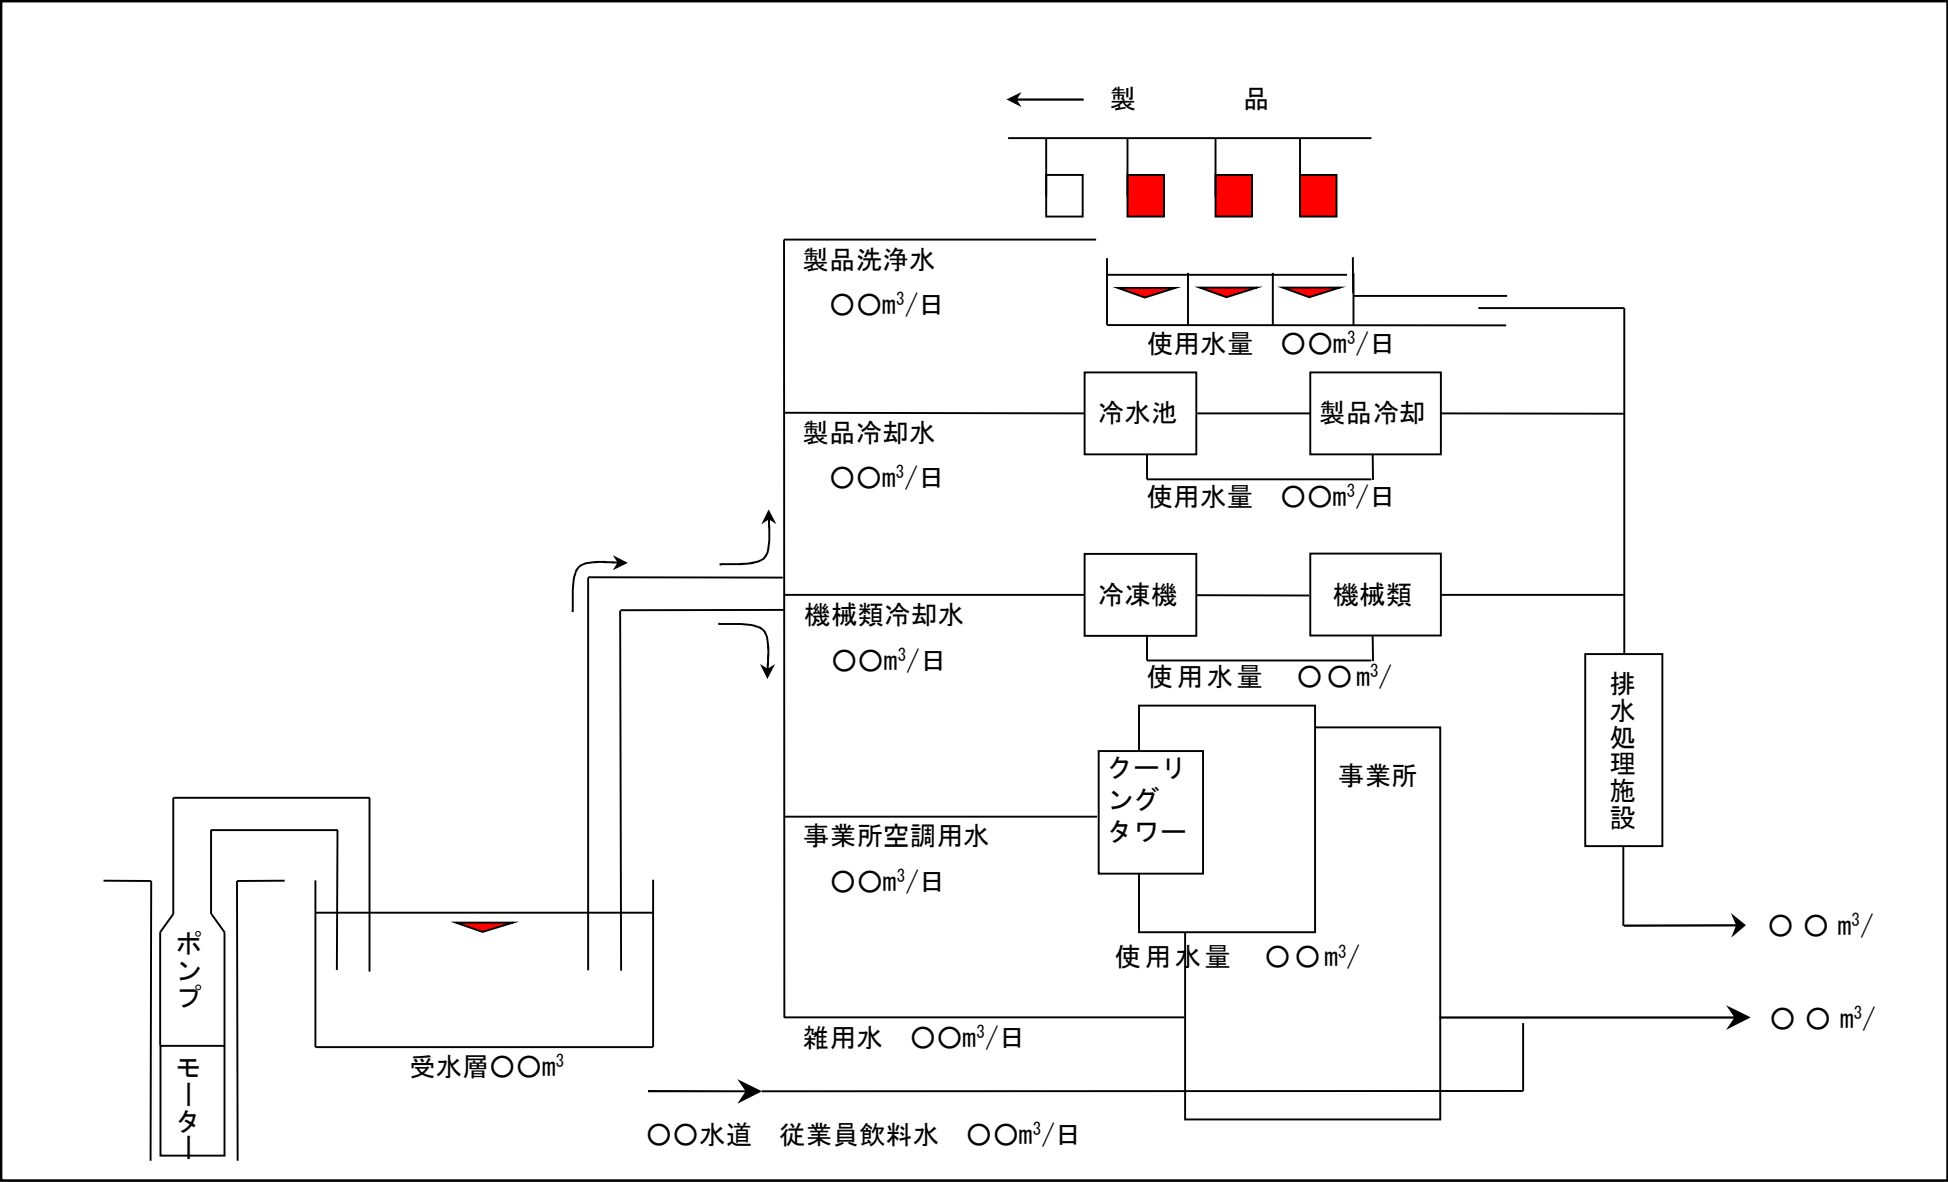 製　　　　品
製品洗浄水
〇〇m³/日
使用水量　〇〇m³/日
冷水池
製品冷却
製品冷却水
〇〇m³/日
使用水量　〇〇m³/日
冷凍機
機械類
機械類冷却水
〇〇m³/日
使用水量　〇〇m³/
排水処理施設
クーリ
ングタワー
事業所
事業所空調用水
〇〇m³/日
使用水量　〇〇m³/
ポンプ
モーター
受水層〇〇m³
雑用水　〇〇m³/日
〇〇m³/
〇〇m³/
〇〇水道　従業員飲料水　〇〇m³/日